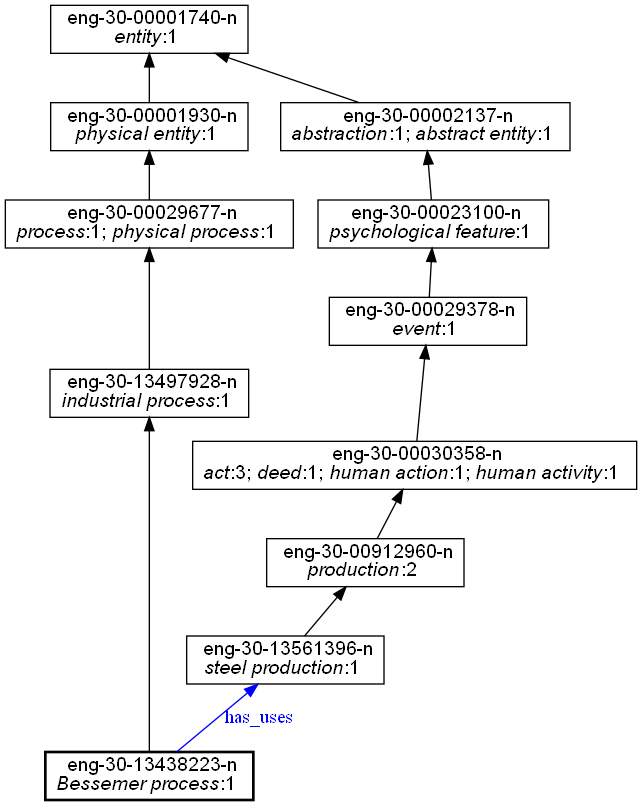 eng-30-00001740-n
entity:1
eng-30-00001930-n
physical entity:1
eng-30-00002137-n
abstraction:1; abstract entity:1
eng-30-00029677-n
process:1; physical process:1
eng-30-00023100-n
psychological feature:1
eng-30-00029378-n
event:1
eng-30-13497928-n
industrial process:1
eng-30-00030358-n
act:3; deed:1; human action:1; human activity:1
eng-30-00912960-n
production:2
eng-30-13561396-n
steel production:1
has_uses
eng-30-13438223-n
Bessemer process:1